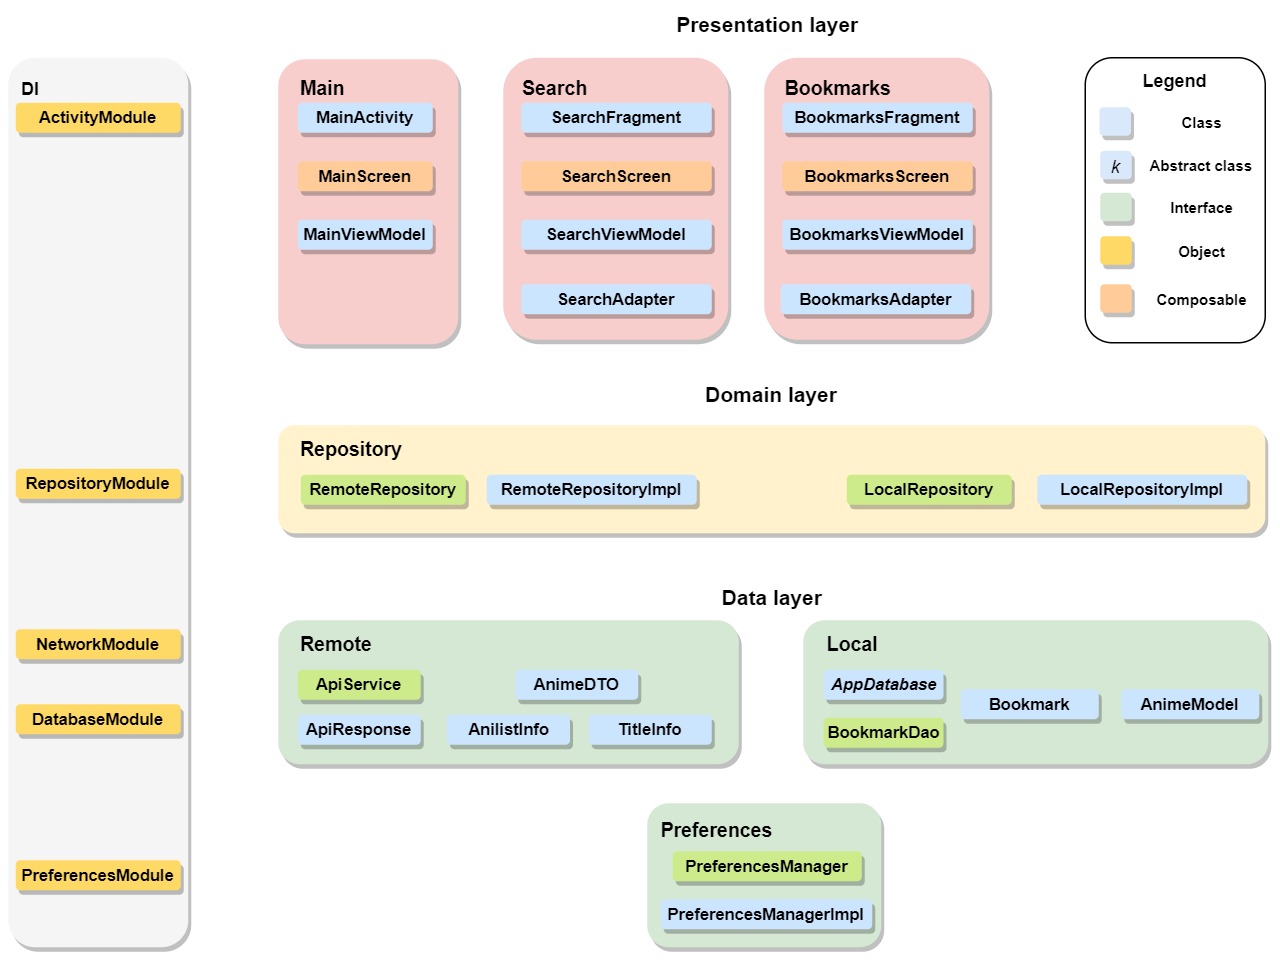 Presentation layer
DI
ActivityModule
RepositoryModule
NetworkModule
DatabaseModule
PreferencesModule
Main
MainActivity
MainScreen
MainViewModel
Search
SearchFragment
SearchScreen
SearchViewModel
SearchAdapter
Bookmarks
BookmarksFragment
BookmarksScreen
BookmarksViewModel
BookmarksAdapter
Legend
Class
k
Abstract class
Interface
Object
Composable
Domain layer
Repository
RemoteRepository
RemoteRepositoryImpl
LocalRepository
LocalRepositoryImpl
Data layer
Remote
ApiService
AnimeDTO
ApiResponse
AnilistInfo
TitleInfo
Local
AppDatabase
BookmarkDao
Bookmark
AnimeModel
Preferences
PreferencesManager
PreferencesManagerImpl